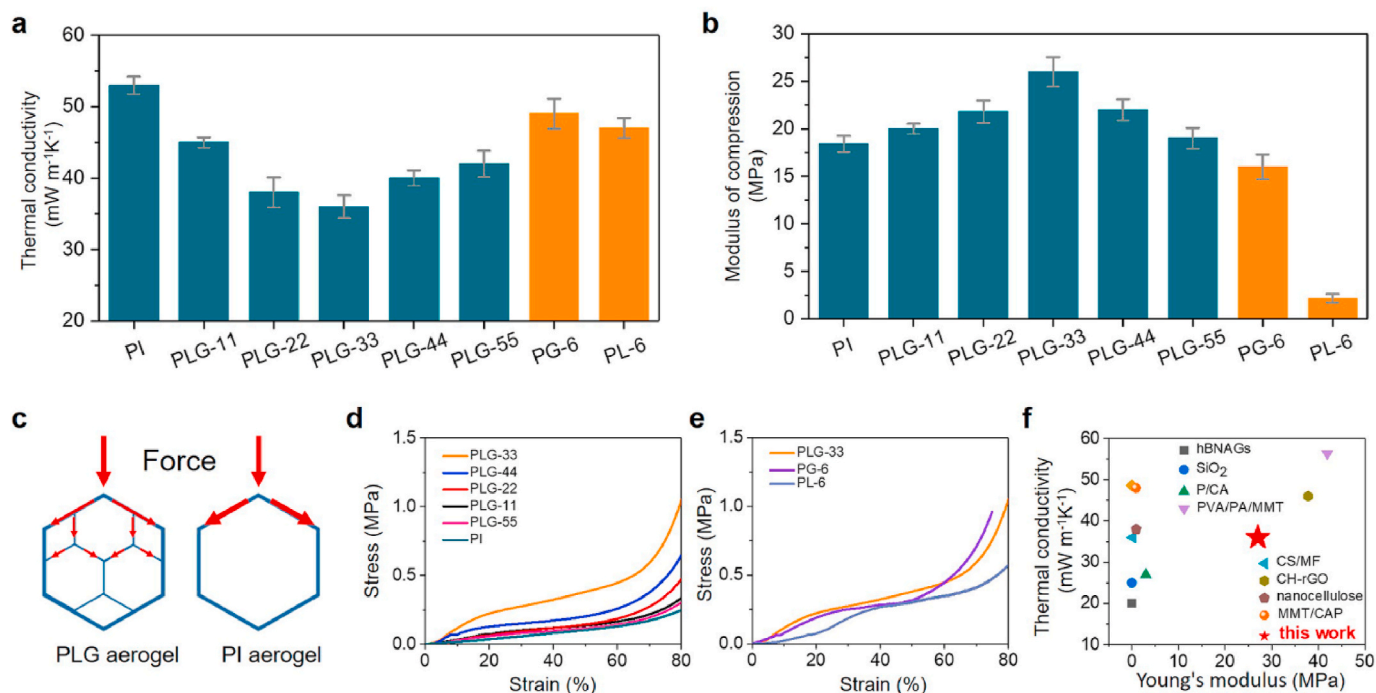 a
Thermal conductivity
(mW m⁻¹K⁻¹)
60
50
40
30
20
PI
PLG-11
PLG-22
PLG-33
PLG-44
PLG-55
PG-6
PL-6
b
Modulus of compression
(MPa)
30
25
20
15
10
5
0
PI
PLG-11
PLG-22
PLG-33
PLG-44
PLG-55
PG-6
PL-6
c
Force
PLG aerogel
PI aerogel
d
Stress (MPa)
1.5
1.0
0.5
0.0
PLG-33
PLG-44
PLG-22
PLG-11
PLG-55
PI
0 20 40 60 80
Strain (%)
e
Stress (MPa)
1.5
1.0
0.5
0.0
PLG-33
PG-6
PL-6
0 20 40 60 80
Strain (%)
f
Thermal conductivity
(mW m⁻¹K⁻¹)
60
50
40
30
20
10
hBNAGs
SiO₂
P/CA
PVA/PA/MMT
CS/MF
CH-rGO
nanocellulose
MMT/CAP
this work
0 10 20 30 40 50
Young's modulus (MPa)